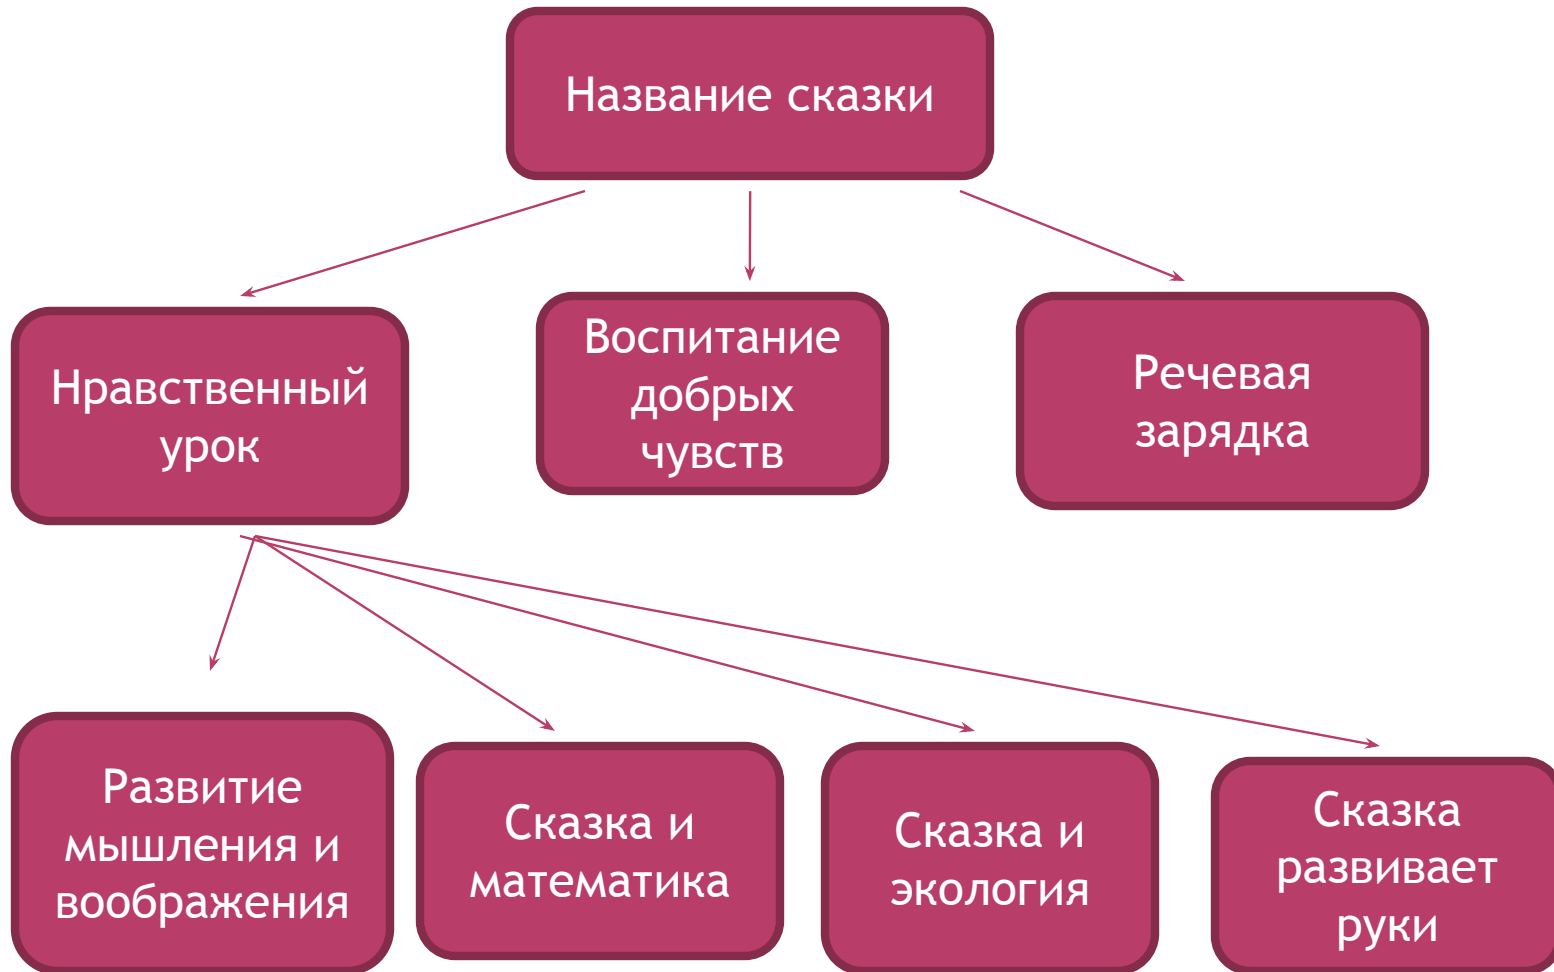 Название сказки
Нравственный
урок
Воспитание
добрых
чувств
Речевая
зарядка
Развитие
мышления и
воображения
Сказка и
математика
Сказка и
экология
Сказка
развивает
руки